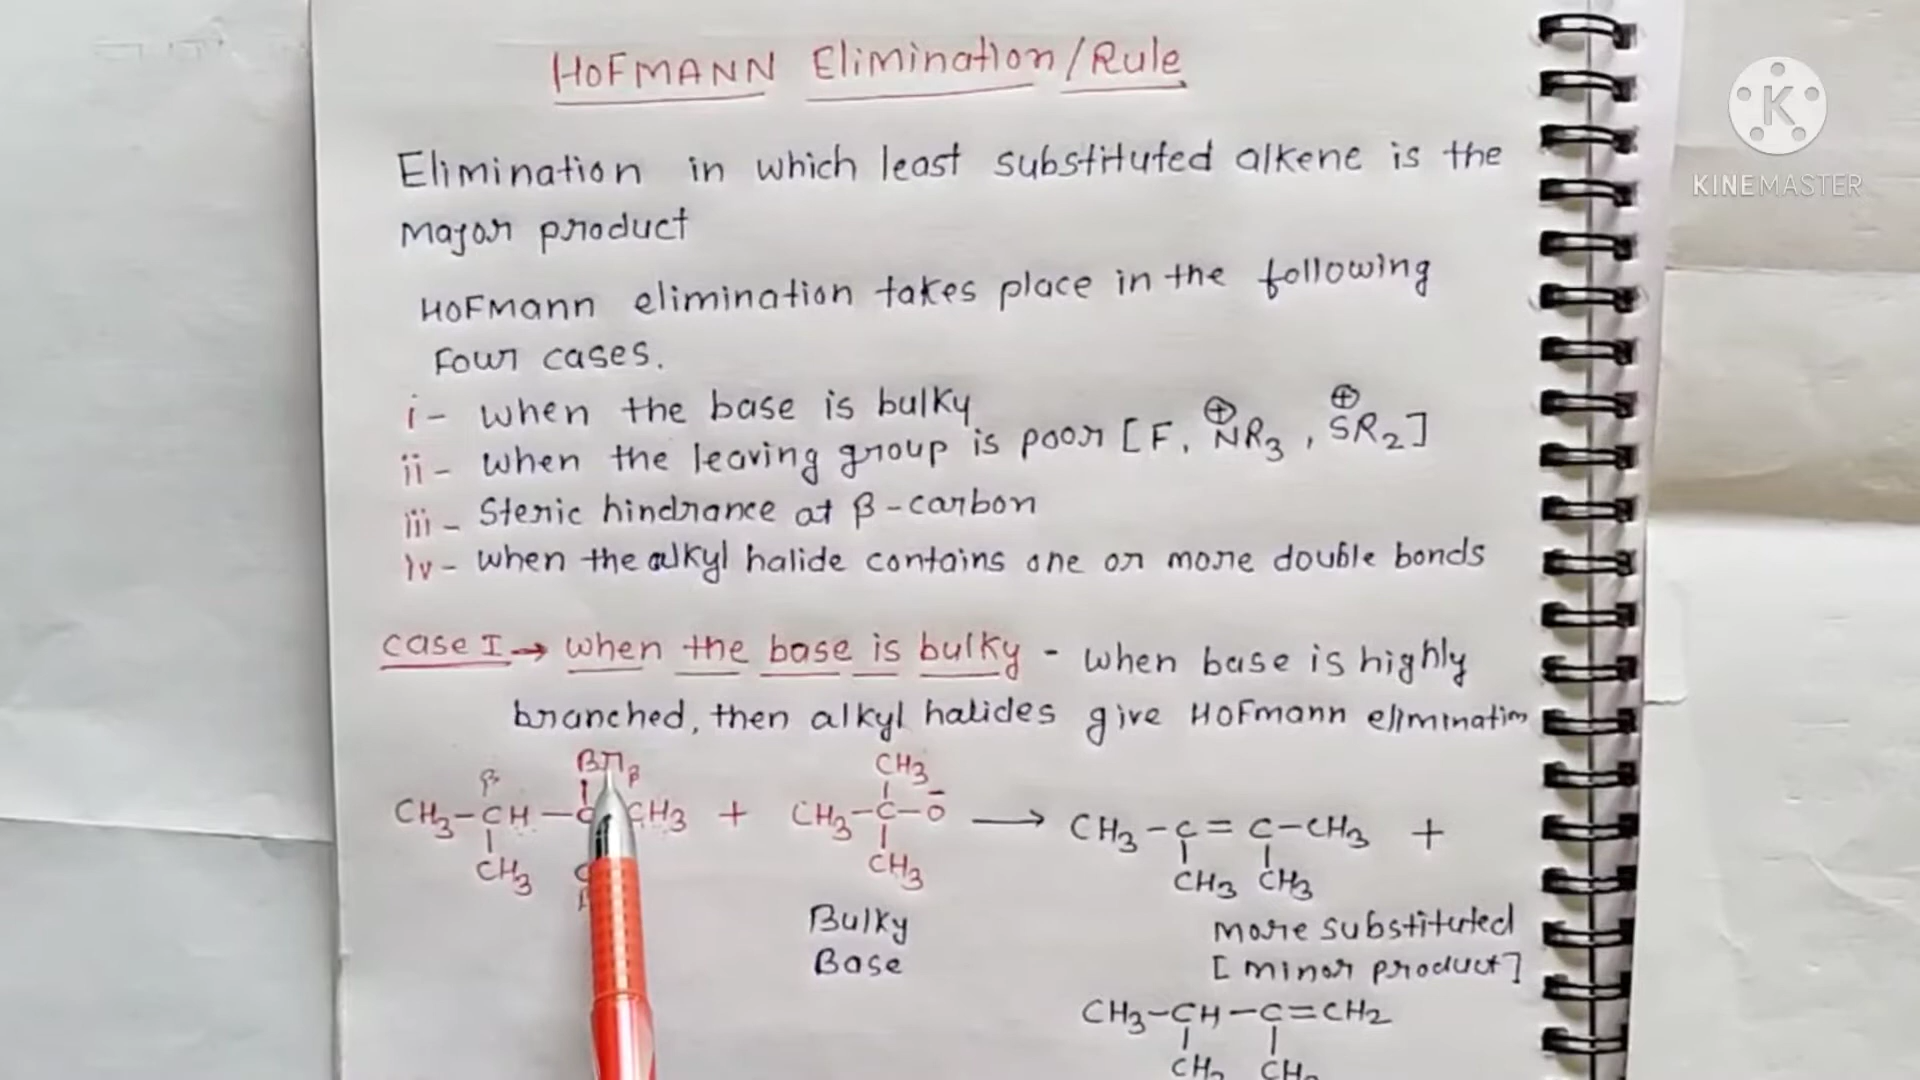 HOFMANN Elimination/Rule
Elimination in which least substituted alkene is the
major product
HOFmann elimination takes place in the following
Four cases.
i- when the base is bulky
ii- when the leaving group is poor [F, ⊕NR3, ⊕SR2]
iii- Steric hindrance at β-carbon
iv- when the alkyl halide contains one or more double bonds
case I → when the base is bulky - when base is highly
branched, then alkyl halides give HOFmann elimination
β Br β CH3
CH3-CH-C CH3 + CH3-C-O⁻ → CH3-C=C-CH3 +
CH3 CH3 CH3 CH3
Bulky
Base
more substituted
[minor product]
CH3-CH-C=CH2
K
KINEMASTER